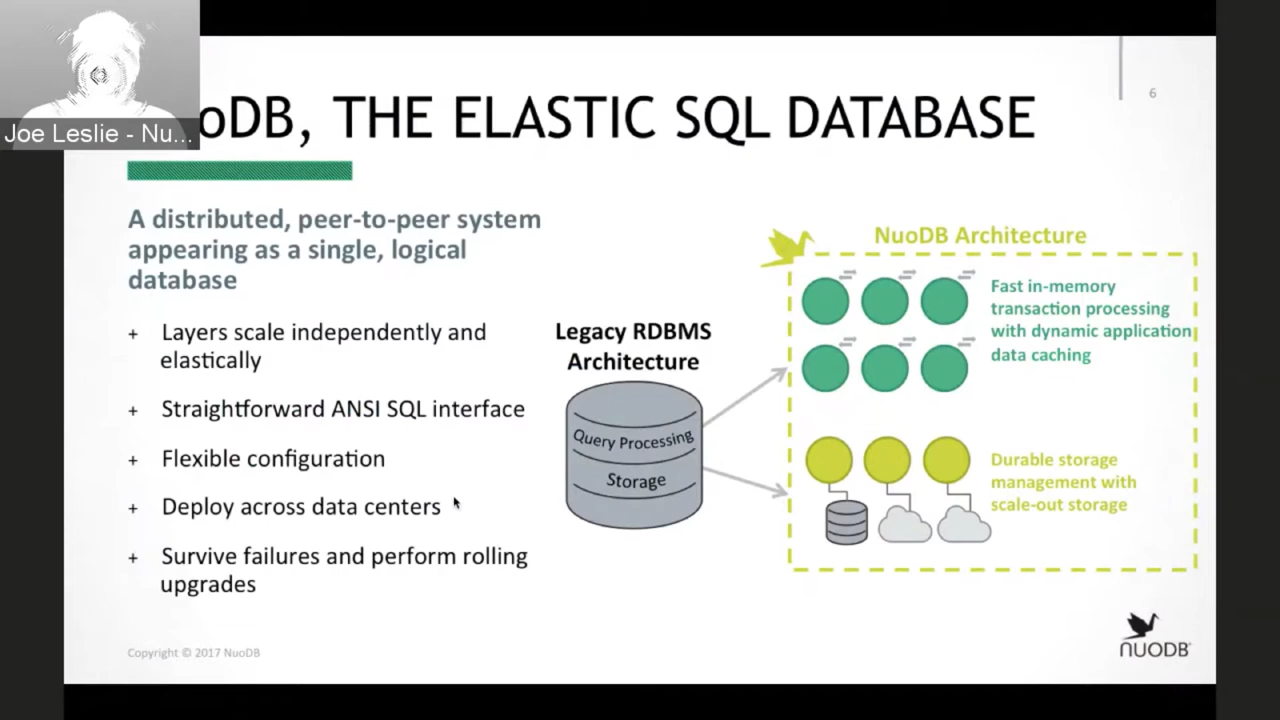 Joe Leslie - Nu...
oDB, THE ELASTIC SQL DATABASE
6
A distributed, peer-to-peer system
appearing as a single, logical
database
+ Layers scale independently and
elastically
+ Straightforward ANSI SQL interface
+ Flexible configuration
+ Deploy across data centers
+ Survive failures and perform rolling
upgrades
Legacy RDBMS
Architecture
Query Processing
Storage
NuoDB Architecture
Fast in-memory
transaction processing
with dynamic application
data caching
Durable storage
management with
scale-out storage
Copyright © 2017 NuoDB
NUODB